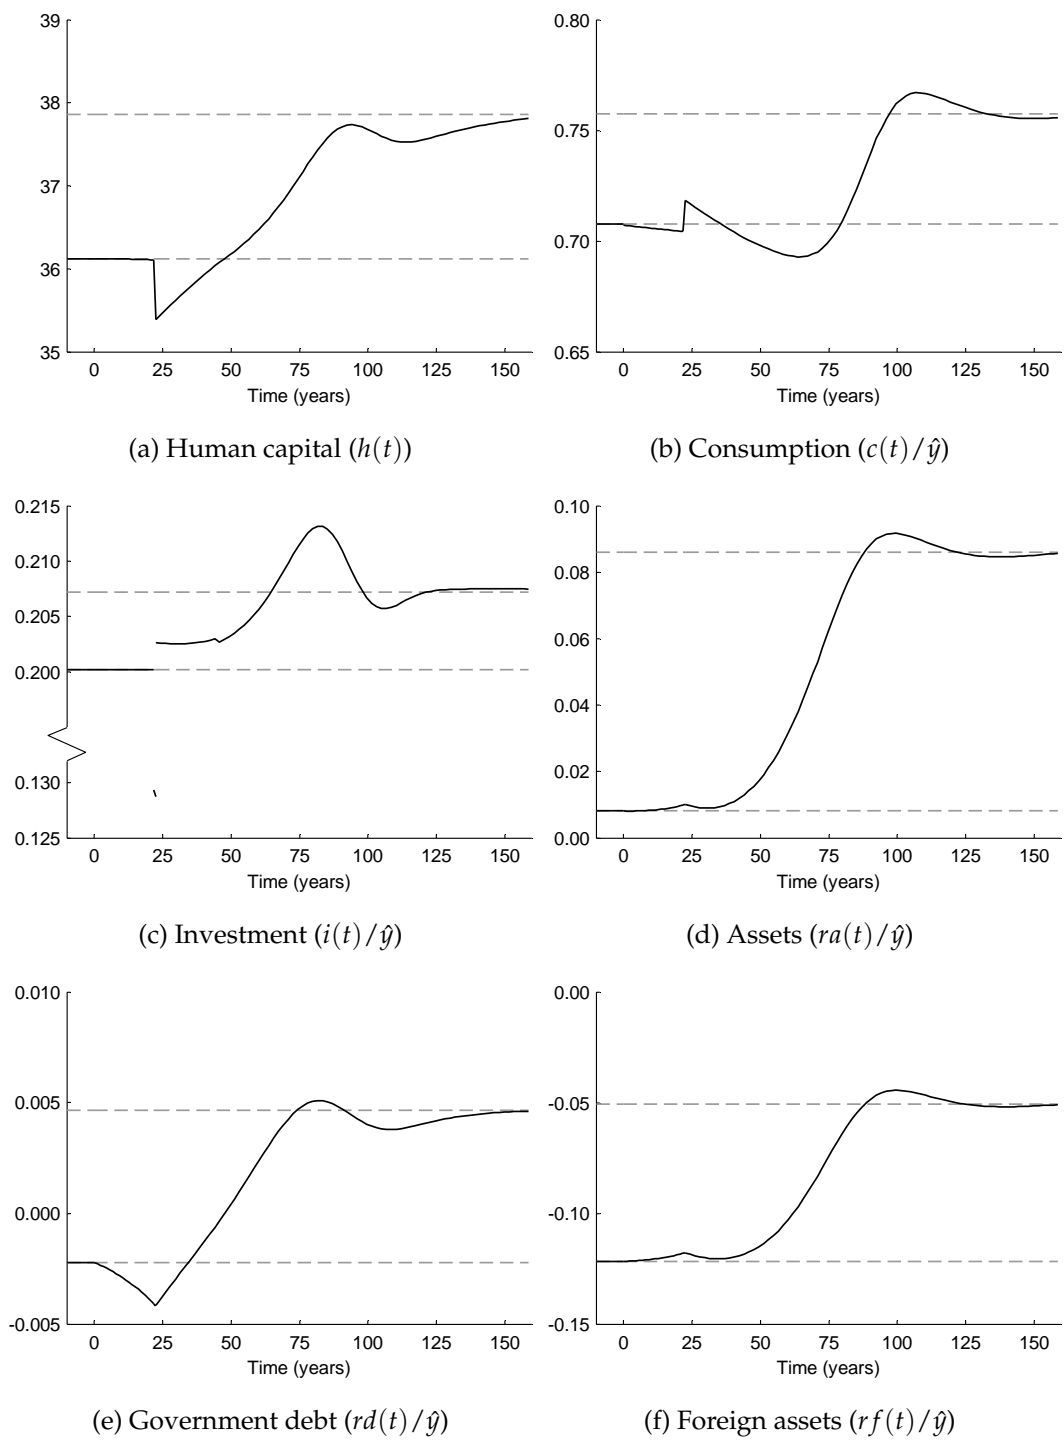 39
38
37
36
35
0 25 50 75 100 125 150
Time (years)
(a) Human capital (h(t))
0.80
0.75
0.70
0.65
0 25 50 75 100 125 150
Time (years)
(b) Consumption (c(t)/ŷ)
0.215
0.210
0.205
0.200
0.130
0.125
0 25 50 75 100 125 150
Time (years)
(c) Investment (i(t)/ŷ)
0.10
0.08
0.06
0.04
0.02
0.00
0 25 50 75 100 125 150
Time (years)
(d) Assets (ra(t)/ŷ)
0.010
0.005
0.000
-0.005
0 25 50 75 100 125 150
Time (years)
(e) Government debt (rd(t)/ŷ)
0.00
-0.05
-0.10
-0.15
0 25 50 75 100 125 150
Time (years)
(f) Foreign assets (rf(t)/ŷ)